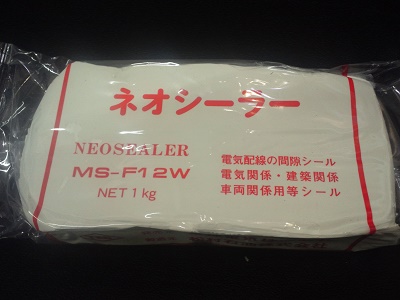 ネオシーラー
NEOSEALER
MS-F12W
NET 1kg
電気配線の間隙シール
電気関係・建築関係
車両関係用等シール